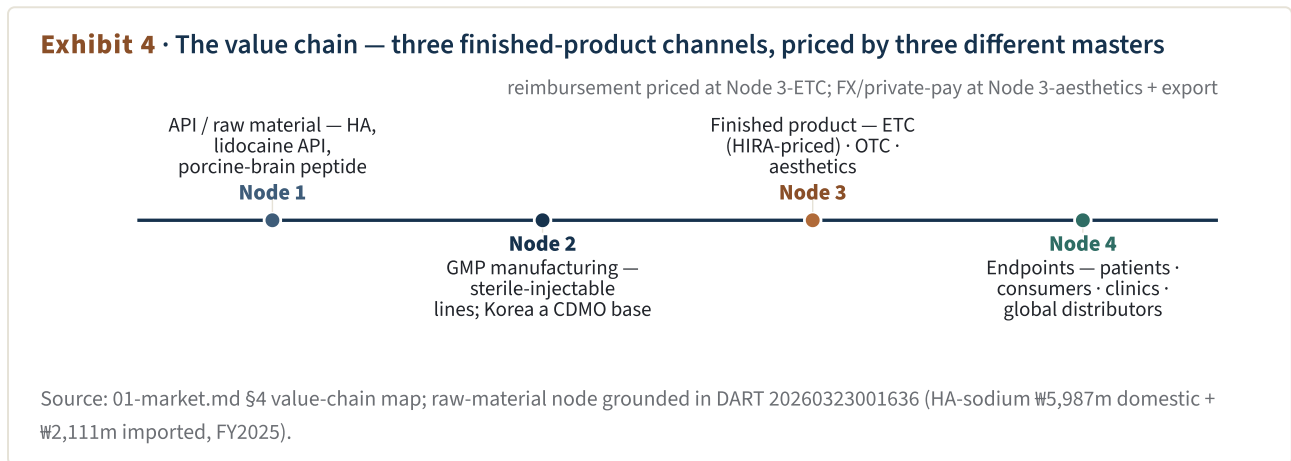 Exhibit 4 · The value chain — three finished-product channels, priced by three different masters
reimbursement priced at Node 3-ETC; FX/private-pay at Node 3-aesthetics + export
API / raw material — HA,
lidocaine API,
porcine-brain peptide
Node 1
Node 2
GMP manufacturing —
sterile-injectable
lines; Korea a CDMO base
Finished product — ETC
(HIRA-priced) · OTC ·
aesthetics
Node 3
Node 4
Endpoints — patients ·
consumers · clinics ·
global distributors
Source: 01-market.md §4 value-chain map; raw-material node grounded in DART 20260323001636 (HA-sodium ₩5,987m domestic +
₩2,111m imported, FY2025).